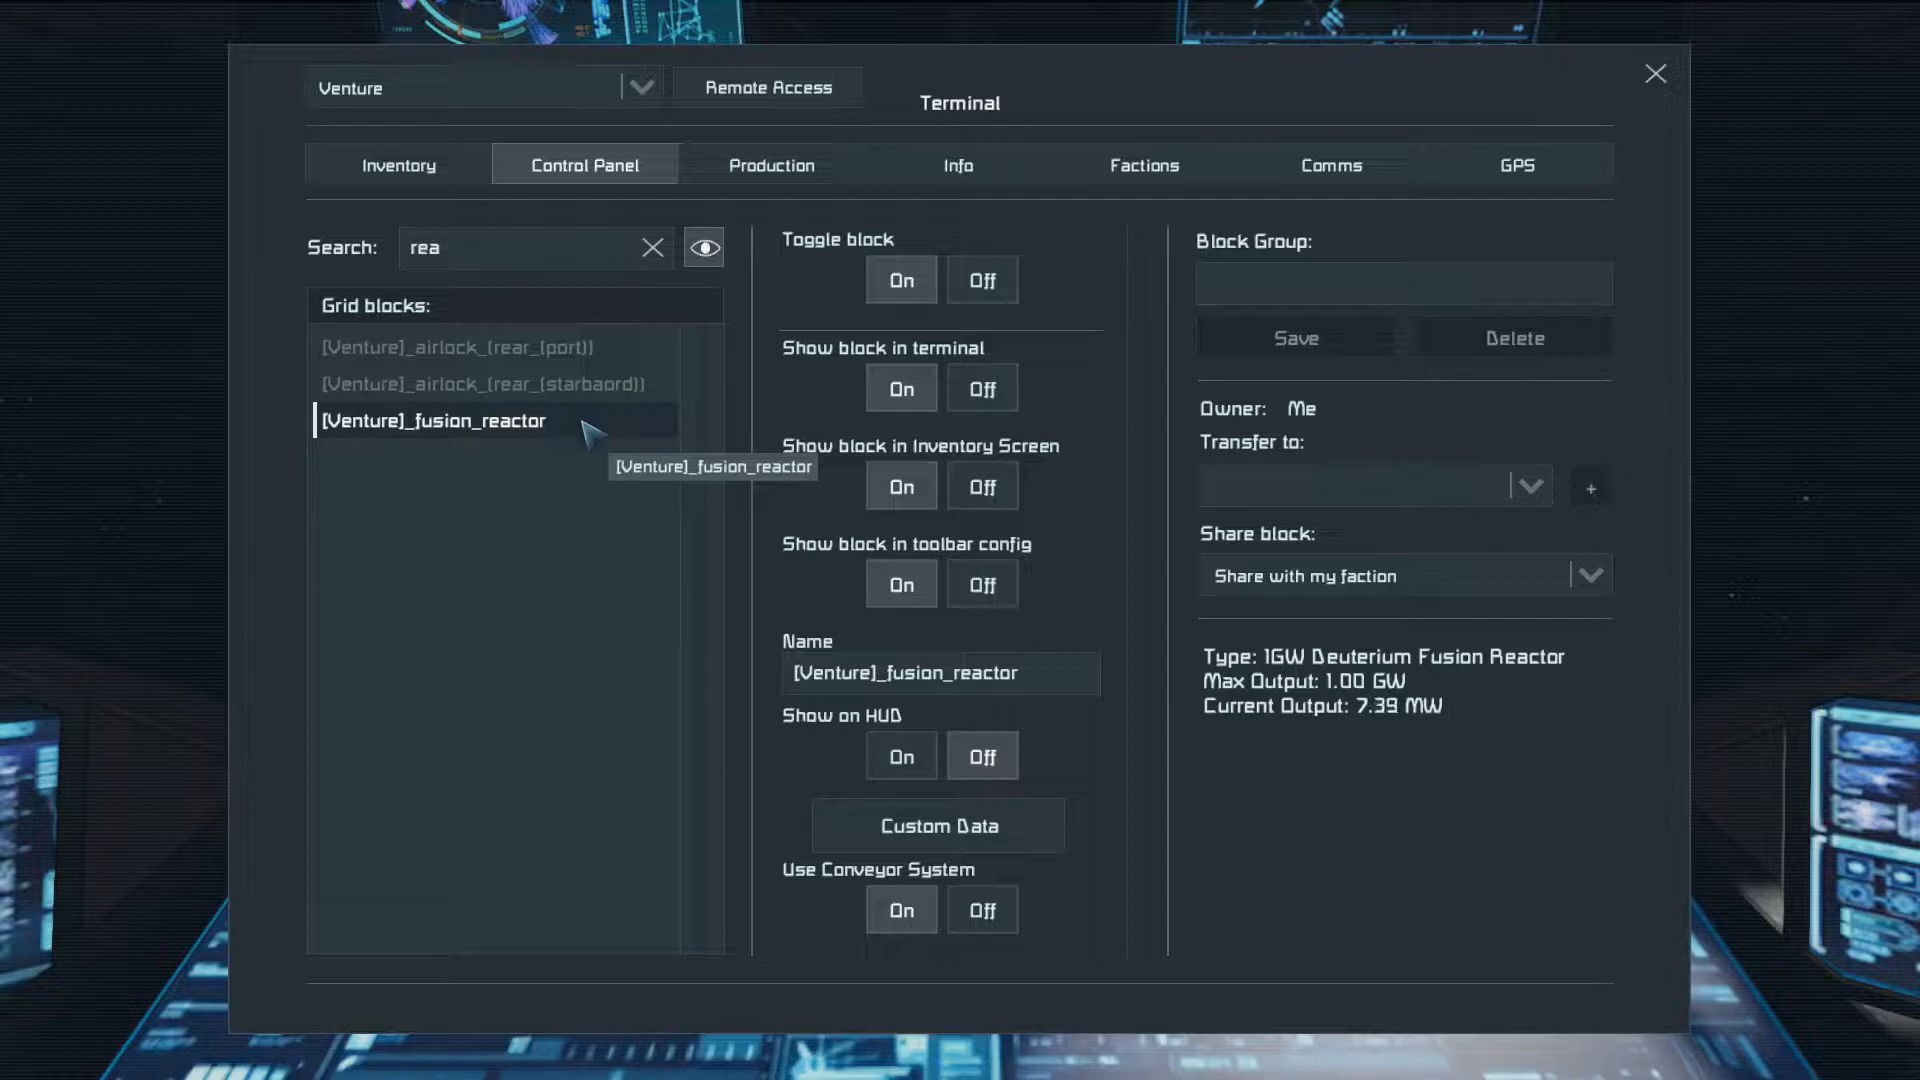 Venture
Remote Access
Terminal
Inventory
Control Panel
Production
Info
Factions
Comms
GPS
Search:
rea
Grid blocks:
[Venture]_airlock_(rear_(port))
[Venture]_airlock_(rear_(starbaord))
[Venture]_fusion_reactor
[Venture]_fusion_reactor
Toggle block
On Off
Show block in terminal
On Off
Show block in Inventory Screen
On Off
Show block in toolbar config
On Off
Name
[Venture]_fusion_reactor
Show on HUD
On Off
Custom Data
Use Conveyor System
On Off
Block Group:
Save Delete
Owner: Me
Transfer to:
+
Share block:
Share with my faction
Type: 1GW Deuterium Fusion Reactor
Max Output: 1.00 GW
Current Output: 7.39 MW